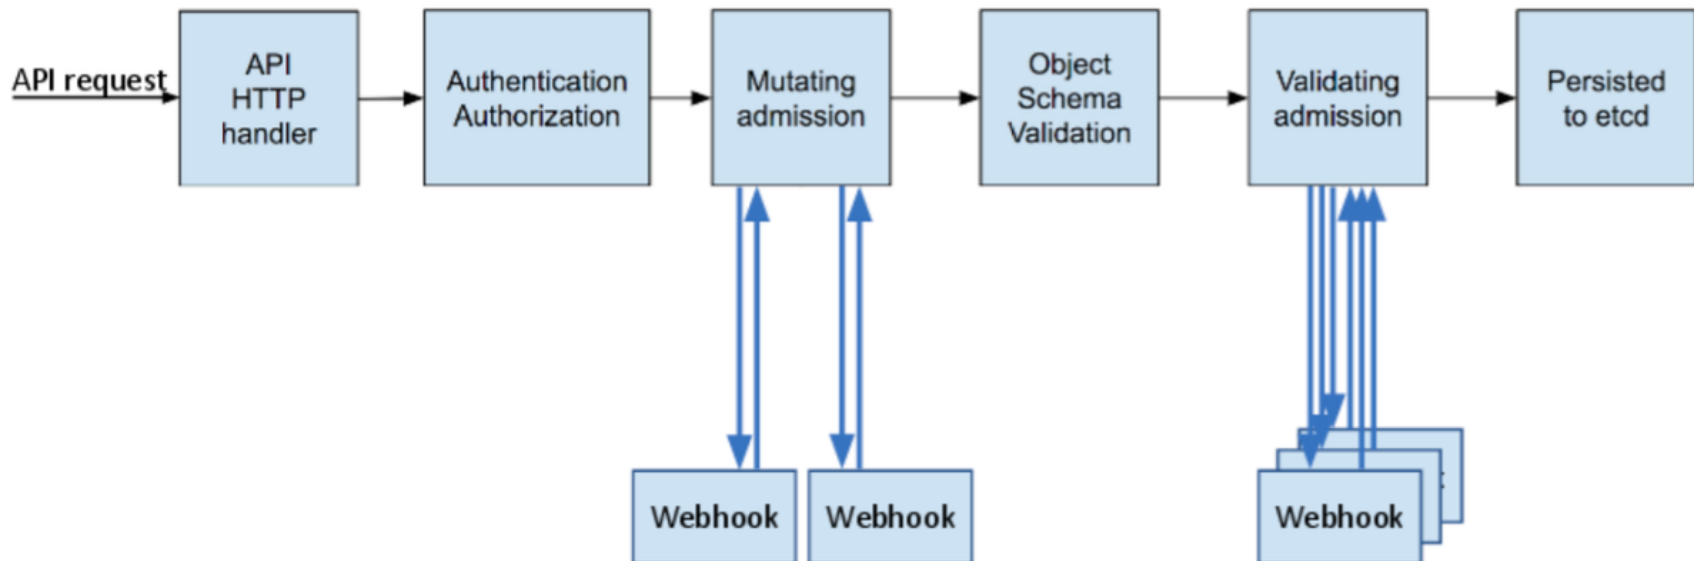 API request
API
HTTP
handler
Authentication
Authorization
Mutating
admission
Object
Schema
Validation
Validating
admission
Persisted
to etcd
Webhook
Webhook
Webhook